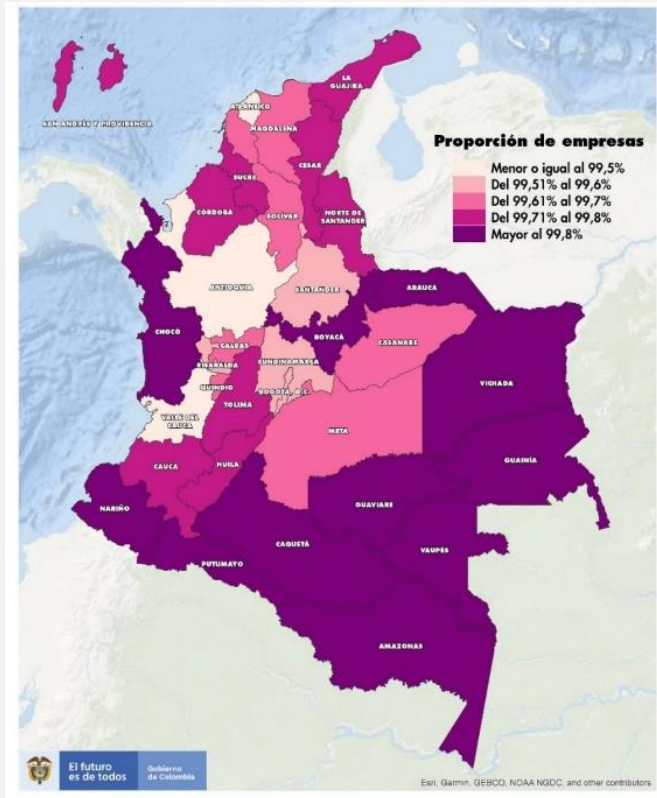 LA
GUAJIRA
ATLÁNTICO
SAN ANDRÉS Y PROVIDENCIA
MAGDALENA
Proporción de empresas
CESAR
Menor o igual al 99,5%
Del 99,51% al 99,6%
Del 99,61% al 99,7%
Del 99,71% al 99,8%
Mayor al 99,8%
SUCRE
CÓRDOBA
BOLÍVAR
NORTE DE
SANTANDER
ANTIOQUIA
SANTANDER
ARAUCA
CHOCÓ
BOYACÁ
CALDAS
CASANARE
CUNDINAMARCA
RISARALDA
VICHADA
QUINDÍO
BOGOTÁ, D.C.
TOLIMA
VALLE DEL
CAUCA
META
GUAINÍA
CAUCA
HUILA
GUAVIARE
NARIÑO
CAQUETÁ
VAUPÉS
PUTUMAYO
AMAZONAS
El futuro
es de todos
Gobierno
de Colombia
Esri, Garmin, GEBCO, NOAA NGDC, and other contributors